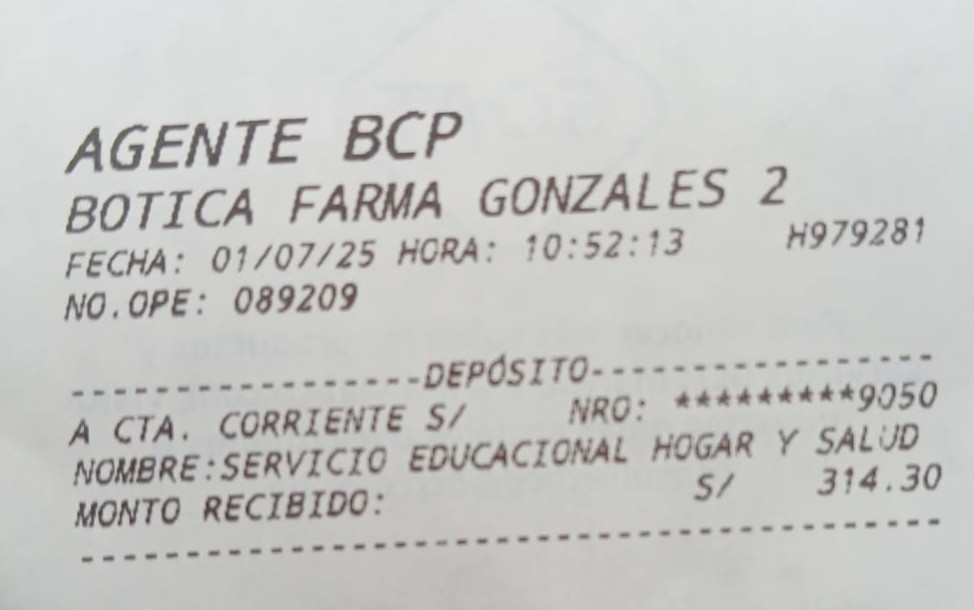 AGENTE BCP
BOTICA FARMA GONZALES 2
FECHA: 01/07/25 HORA: 10:52:13 H979281
NO.OPE: 089209
-----------------DEPÓSITO-----------------
A CTA. CORRIENTE S/ NRO: *********9050
NOMBRE:SERVICIO EDUCACIONAL HOGAR Y SALUD
MONTO RECIBIDO: S/ 314.30
------------------------------------------